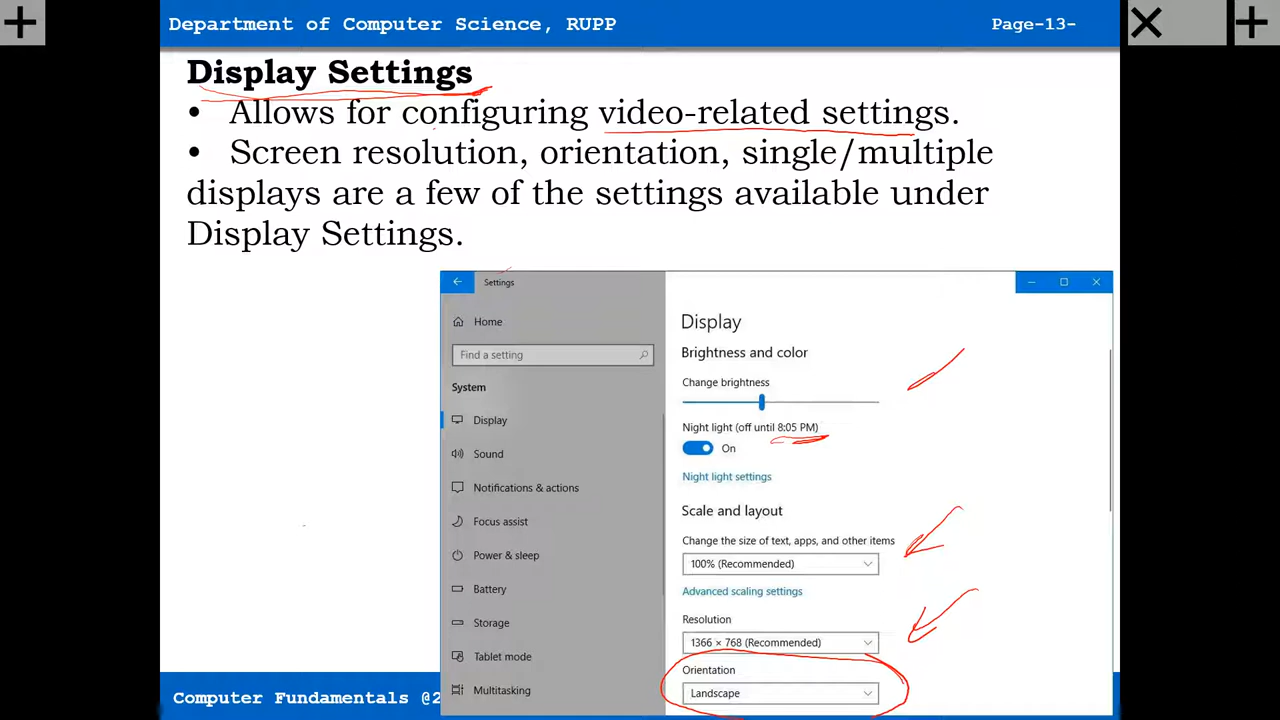 Department of Computer Science, RUPP
Page-13-
Display Settings
• Allows for configuring video-related settings.
• Screen resolution, orientation, single/multiple
displays are a few of the settings available under
Display Settings.
Settings
Home
Find a setting
System
Display
Sound
Notifications & actions
Focus assist
Power & sleep
Battery
Storage
Tablet mode
Multitasking
Display
Brightness and color
Change brightness
Night light (off until 8:05 PM)
On
Night light settings
Scale and layout
Change the size of text, apps, and other items
100% (Recommended)
Advanced scaling settings
Resolution
1366 × 768 (Recommended)
Orientation
Landscape
Computer Fundamentals @2